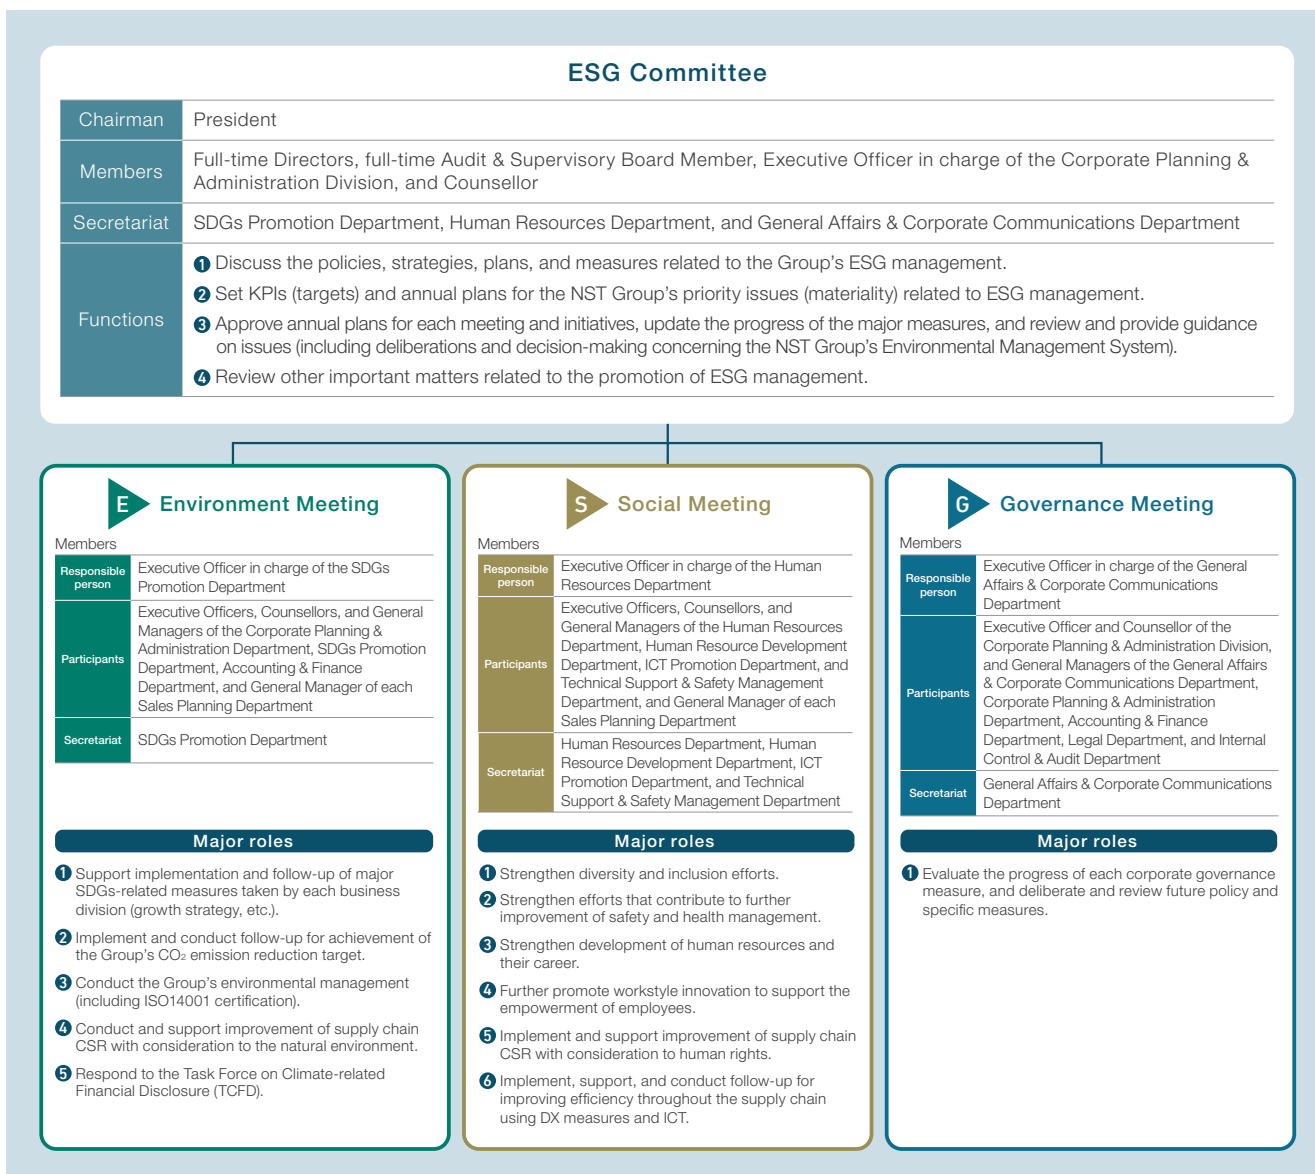 ESG Committee
Chairman
President
Members
Full-time Directors, full-time Audit & Supervisory Board Member, Executive Officer in charge of the Corporate Planning &
Administration Division, and Counsellor
Secretariat
SDGs Promotion Department, Human Resources Department, and General Affairs & Corporate Communications Department
Functions
1 Discuss the policies, strategies, plans, and measures related to the Group's ESG management.
2 Set KPIs (targets) and annual plans for the NST Group's priority issues (materiality) related to ESG management.
3 Approve annual plans for each meeting and initiatives, update the progress of the major measures, and review and provide guidance
on issues (including deliberations and decision-making concerning the NST Group's Environmental Management System).
4 Review other important matters related to the promotion of ESG management.
E Environment Meeting
Members
Responsible
person
Executive Officer in charge of the SDGs
Promotion Department
Participants
Executive Officers, Counsellors, and General
Managers of the Corporate Planning &
Administration Department, SDGs Promotion
Department, Accounting & Finance
Department, and General Manager of each
Sales Planning Department
Secretariat
SDGs Promotion Department
Major roles
1 Support implementation and follow-up of major
SDGs-related measures taken by each business
division (growth strategy, etc.).
2 Implement and conduct follow-up for achievement of
the Group's CO₂ emission reduction target.
3 Conduct the Group's environmental management
(including ISO14001 certification).
4 Conduct and support improvement of supply chain
CSR with consideration to the natural environment.
5 Respond to the Task Force on Climate-related
Financial Disclosure (TCFD).
S Social Meeting
Members
Responsible
person
Executive Officer in charge of the Human
Resources Department
Participants
Executive Officers, Counsellors, and
General Managers of the Human Resources
Department, Human Resource Development
Department, ICT Promotion Department, and
Technical Support & Safety Management
Department, and General Manager of each
Sales Planning Department
Secretariat
Human Resources Department, Human
Resource Development Department, ICT
Promotion Department, and Technical
Support & Safety Management Department
Major roles
1 Strengthen diversity and inclusion efforts.
2 Strengthen efforts that contribute to further
improvement of safety and health management.
3 Strengthen development of human resources and
their career.
4 Further promote workstyle innovation to support the
empowerment of employees.
5 Implement and support improvement of supply chain
CSR with consideration to human rights.
6 Implement, support, and conduct follow-up for
improving efficiency throughout the supply chain
using DX measures and ICT.
G Governance Meeting
Members
Responsible
person
Executive Officer in charge of the General
Affairs & Corporate Communications
Department
Participants
Executive Officer and Counsellor of the
Corporate Planning & Administration Division,
and General Managers of the General Affairs
& Corporate Communications Department,
Corporate Planning & Administration
Department, Accounting & Finance
Department, Legal Department, and Internal
Control & Audit Department
Secretariat
General Affairs & Corporate Communications
Department
Major roles
1 Evaluate the progress of each corporate governance
measure, and deliberate and review future policy and
specific measures.